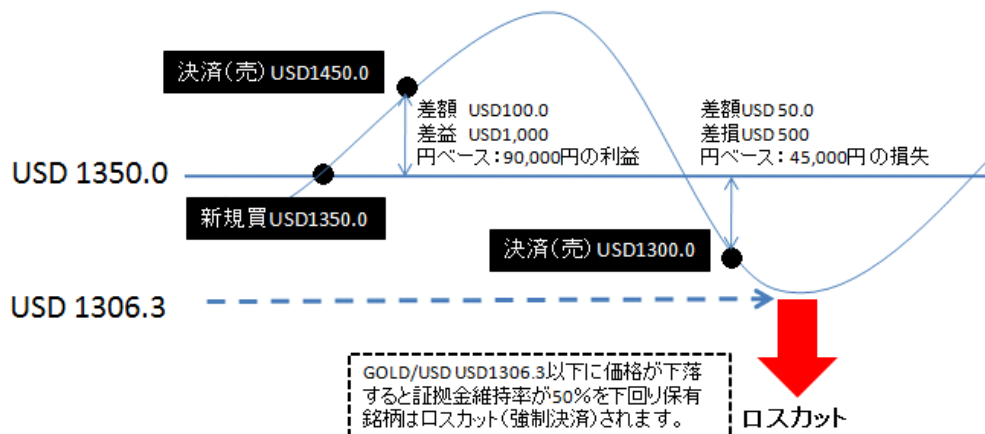 決済(売) USD1450.0
差額 USD100.0
差益 USD1,000
円ベース:90,000円の利益
差額USD 50.0
差損USD 500
円ベース:45,000円の損失
USD 1350.0
新規買USD1350.0
決済(売) USD1300.0
USD 1306.3
GOLD/USD USD1306.3以下に価格が下落
すると証拠金維持率が50%を下回り保有
銘柄はロスカット(強制決済)されます。
ロスカット